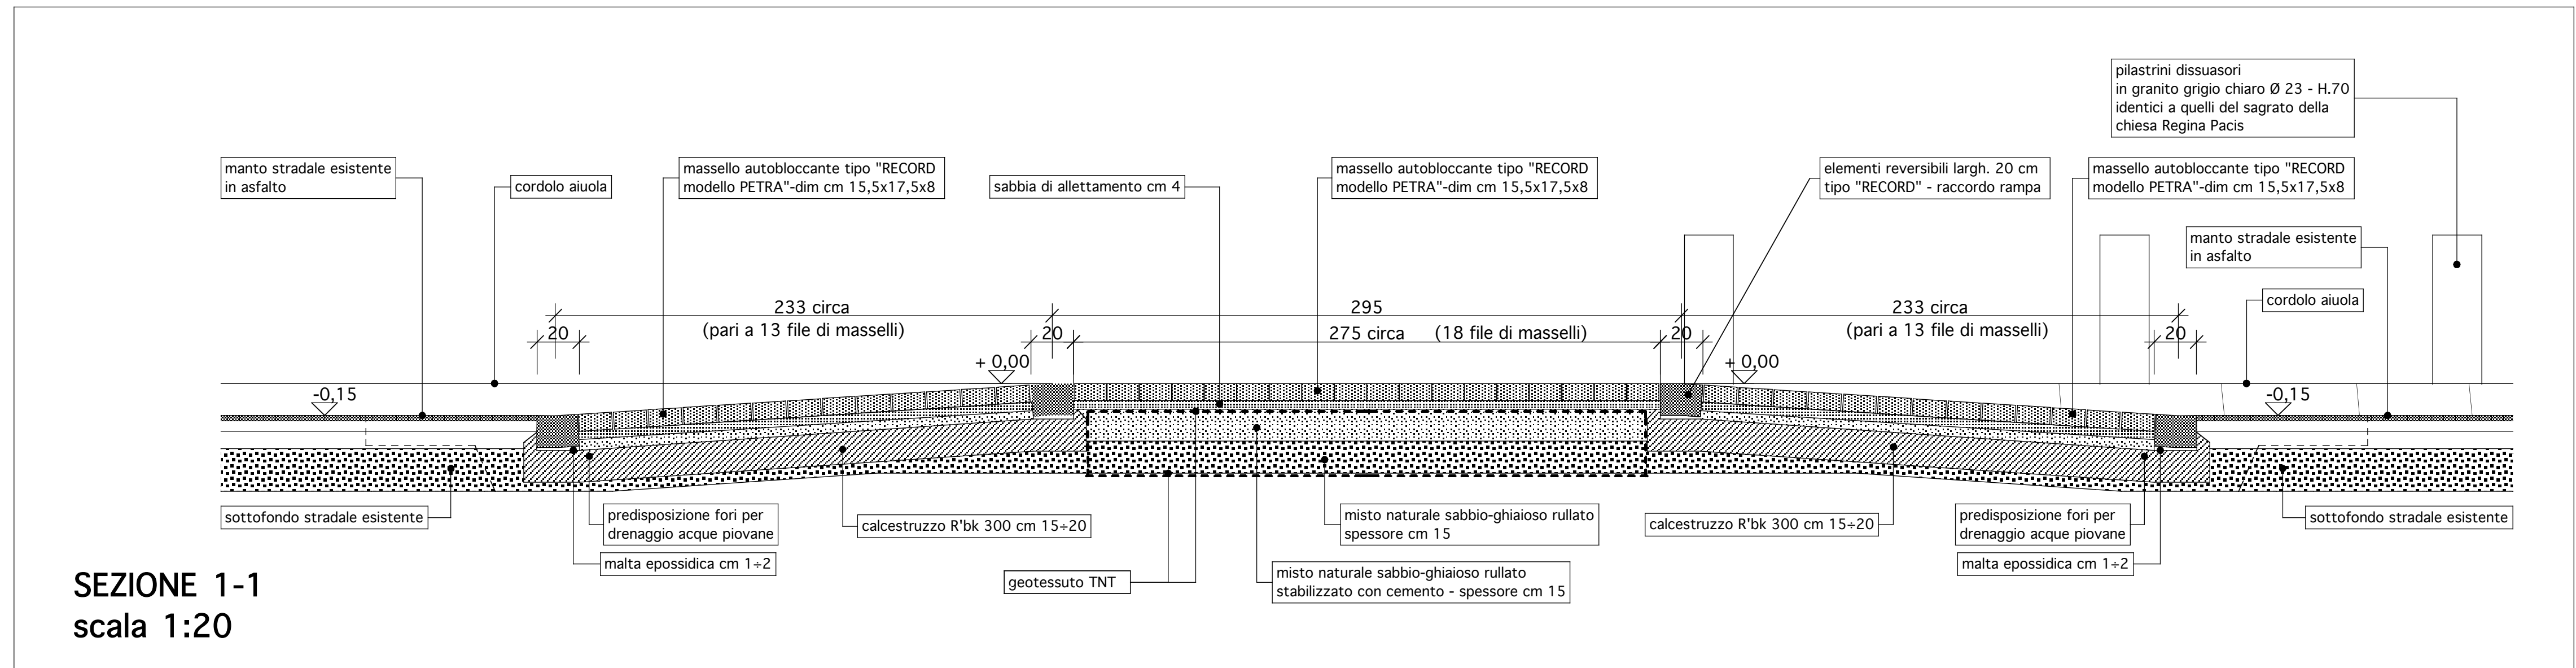 pilastrini dissuasori
in granito grigio chiaro Ø 23 - H.70
identici a quelli del sagrato della
chiesa Regina Pacis
manto stradale esistente
in asfalto
cordolo aiuola
massello autobloccante tipo "RECORD
modello PETRA"-dim cm 15,5x17,5x8
sabbia di allettamento cm 4
massello autobloccante tipo "RECORD
modello PETRA"-dim cm 15,5x17,5x8
elementi reversibili largh. 20 cm
tipo "RECORD" - raccordo rampa
massello autobloccante tipo "RECORD
modello PETRA"-dim cm 15,5x17,5x8
manto stradale esistente
in asfalto
cordolo aiuola
233 circa
295
233 circa
20
(pari a 13 file di masselli)
20
275 circa (18 file di masselli)
20
(pari a 13 file di masselli)
20
+ 0,00
+ 0,00
-0,15
-0,15
sottofondo stradale esistente
predisposizione fori per
drenaggio acque piovane
malta epossidica cm 1÷2
calcestruzzo R'bk 300 cm 15÷20
geotessuto TNT
misto naturale sabbio-ghiaioso rullato
spessore cm 15
misto naturale sabbio-ghiaioso rullato
stabilizzato con cemento - spessore cm 15
calcestruzzo R'bk 300 cm 15÷20
predisposizione fori per
drenaggio acque piovane
malta epossidica cm 1÷2
sottofondo stradale esistente
SEZIONE 1-1
scala 1:20